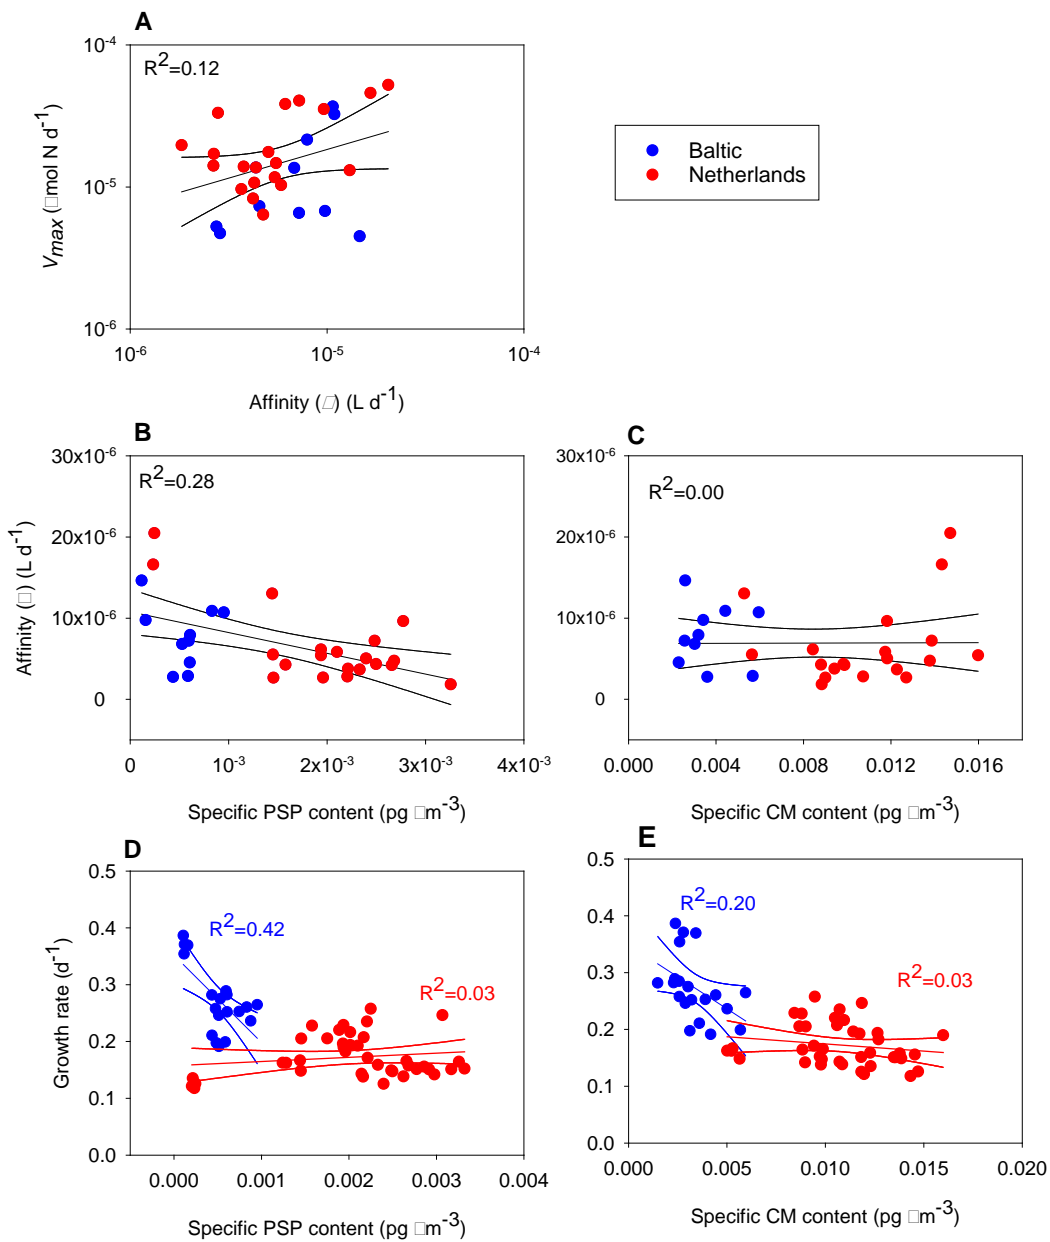 A
R²=0.12
10⁻⁴
10⁻⁵
10⁻⁶
Vmax (□mol N d⁻¹)
10⁻⁶ 10⁻⁵ 10⁻⁴
Affinity (□) (L d⁻¹)
Baltic
Netherlands
B
R²=0.28
30x10⁻⁶
20x10⁻⁶
10x10⁻⁶
0
Affinity (□) (L d⁻¹)
0 10⁻³ 2x10⁻³ 3x10⁻³ 4x10⁻³
Specific PSP content (pg □m⁻³)
C
R²=0.00
30x10⁻⁶
20x10⁻⁶
10x10⁻⁶
0
0.000 0.004 0.008 0.012 0.016
Specific CM content (pg □m⁻³)
D
R²=0.42
R²=0.03
0.5
0.4
0.3
0.2
0.1
0.0
Growth rate (d⁻¹)
0.000 0.001 0.002 0.003 0.004
Specific PSP content (pg □m⁻³)
E
R²=0.20
R²=0.03
0.5
0.4
0.3
0.2
0.1
0.0
0.000 0.005 0.010 0.015 0.020
Specific CM content (pg □m⁻³)